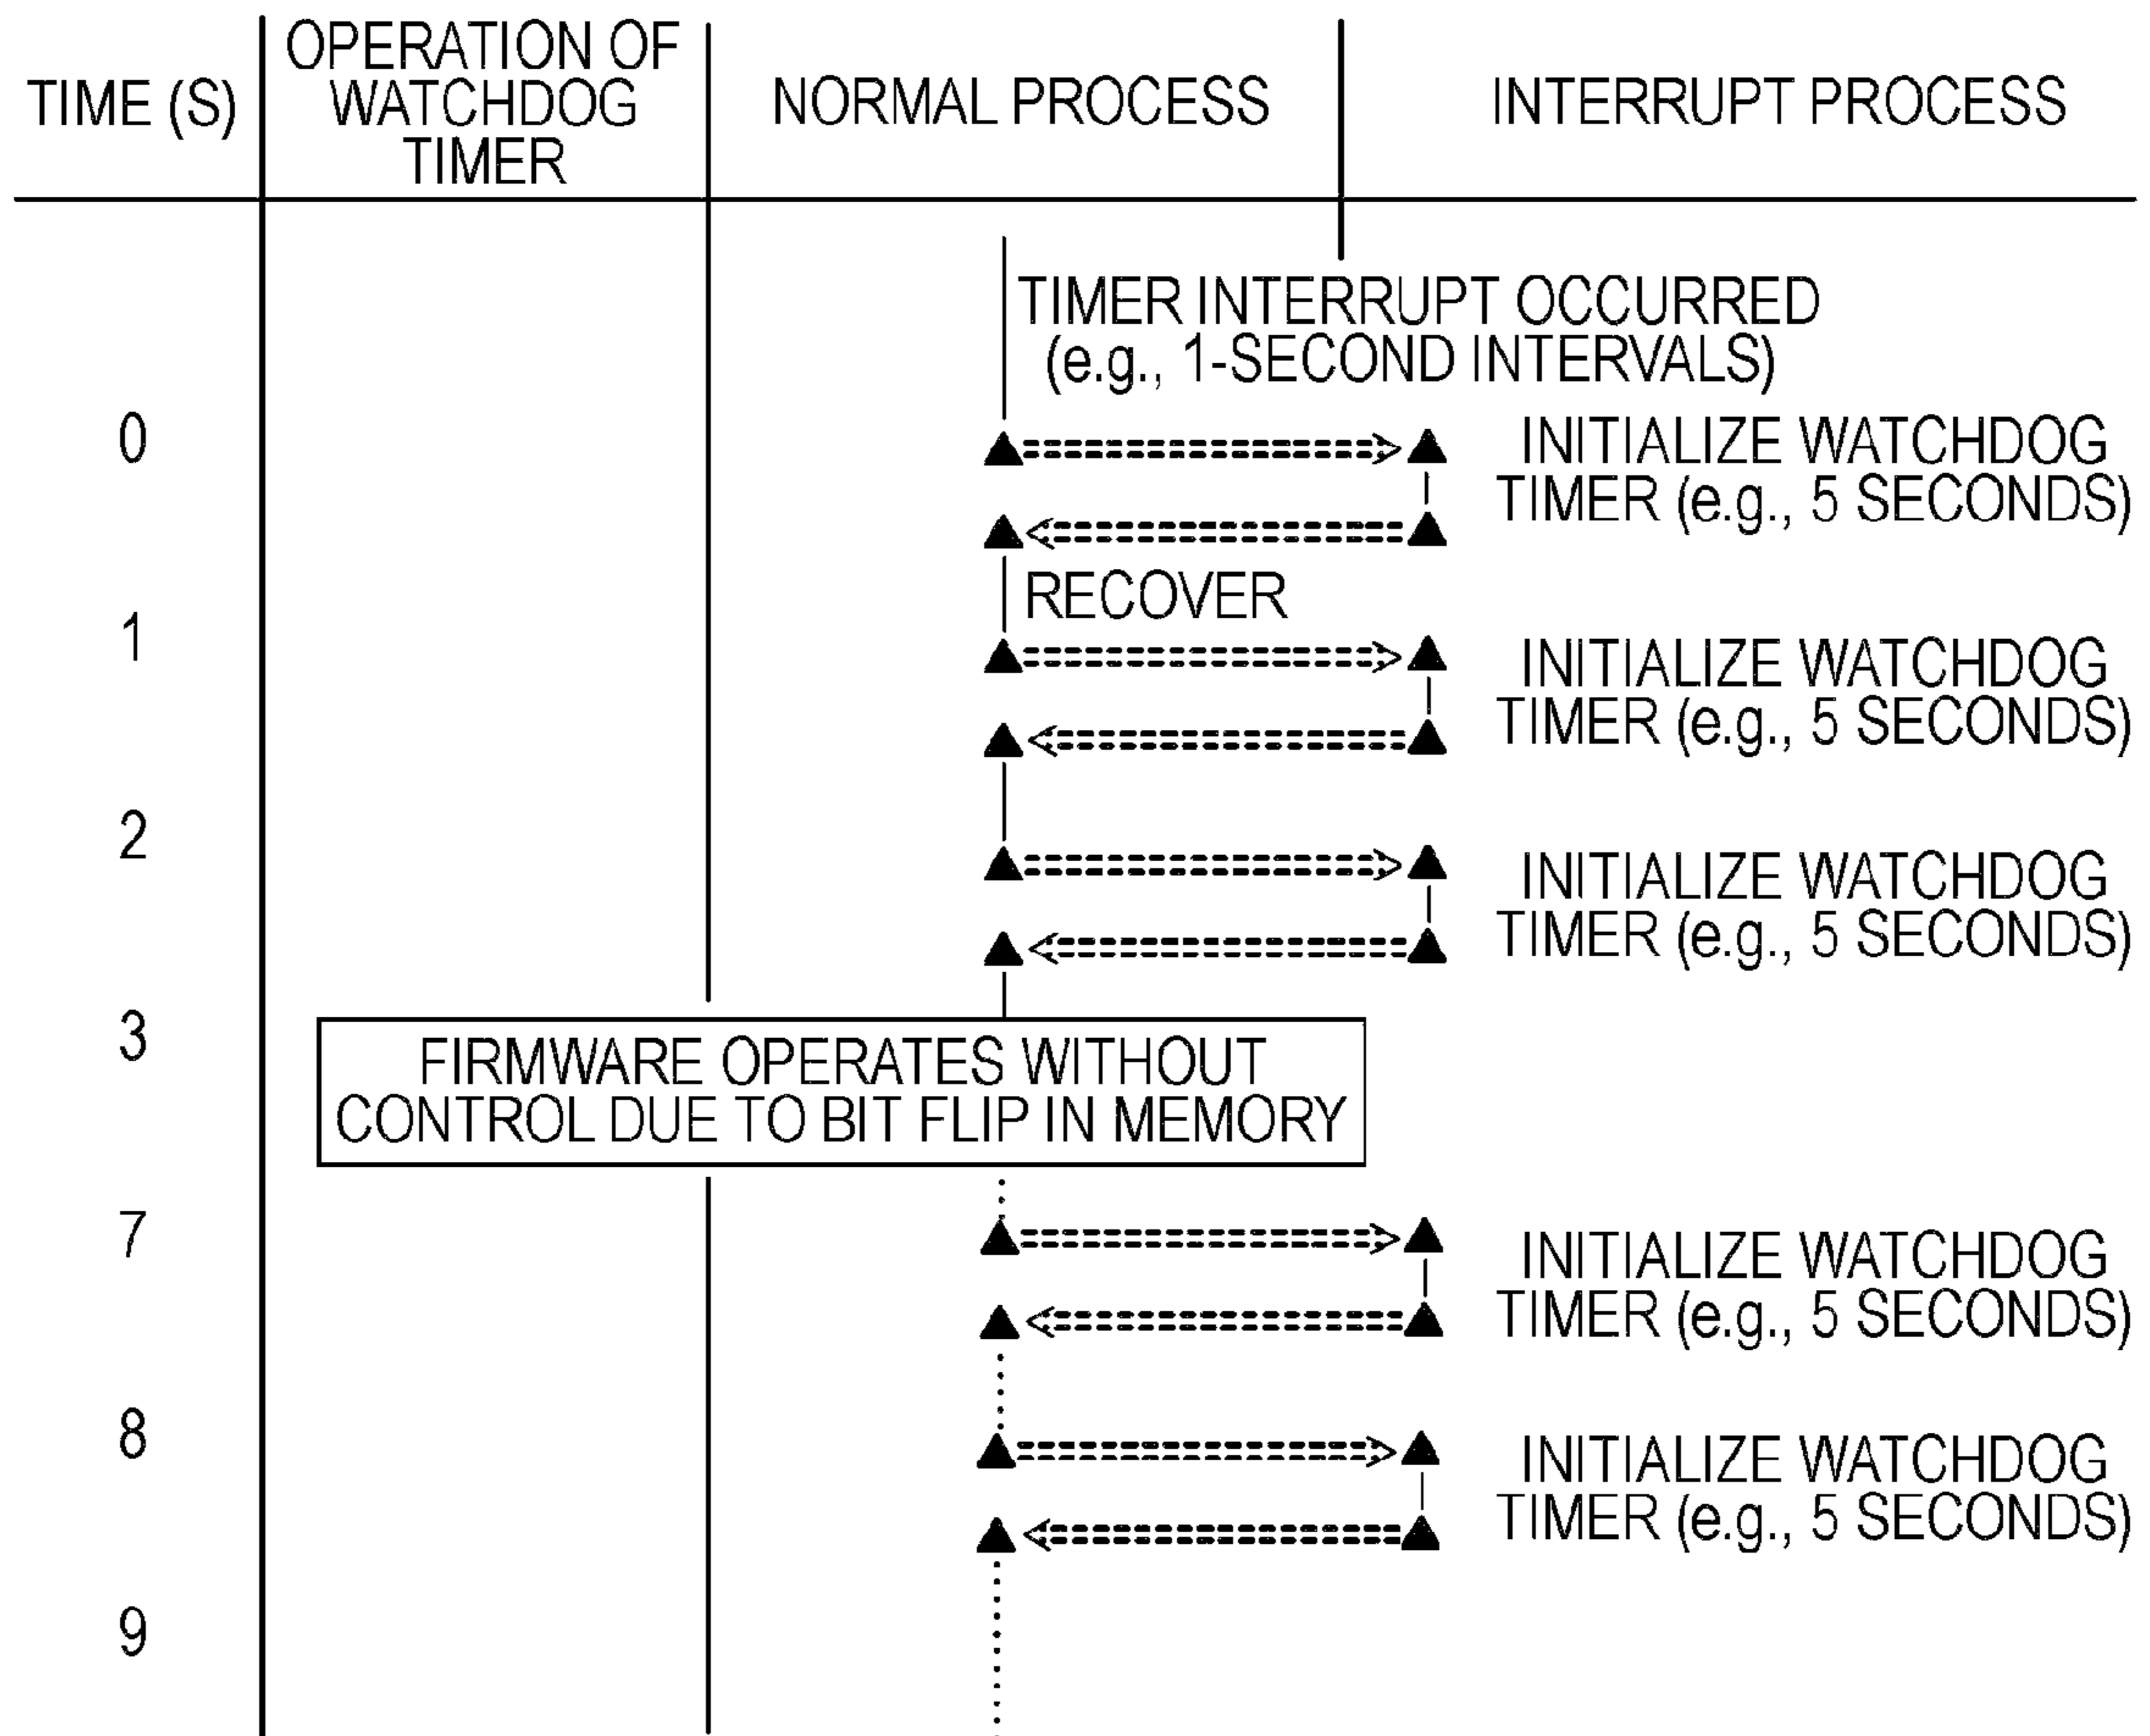 TIME (S)
OPERATION OF
WATCHDOG
TIMER
NORMAL PROCESS
INTERRUPT PROCESS
TIMER INTERRUPT OCCURRED
(e.g., 1-SECOND INTERVALS)
0
INITIALIZE WATCHDOG
TIMER (e.g., 5 SECONDS)
RECOVER
1
INITIALIZE WATCHDOG
TIMER (e.g., 5 SECONDS)
2
INITIALIZE WATCHDOG
TIMER (e.g., 5 SECONDS)
3
FIRMWARE OPERATES WITHOUT
CONTROL DUE TO BIT FLIP IN MEMORY
7
INITIALIZE WATCHDOG
TIMER (e.g., 5 SECONDS)
8
INITIALIZE WATCHDOG
TIMER (e.g., 5 SECONDS)
9